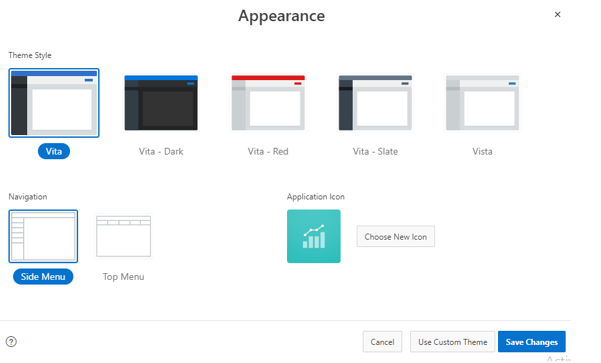 Appearance
Theme Style
Vita
Vita - Dark
Vita - Red
Vita - Slate
Vista
Navigation
Application Icon
Choose New Icon
Side Menu
Top Menu
Cancel
Use Custom Theme
Save Changes